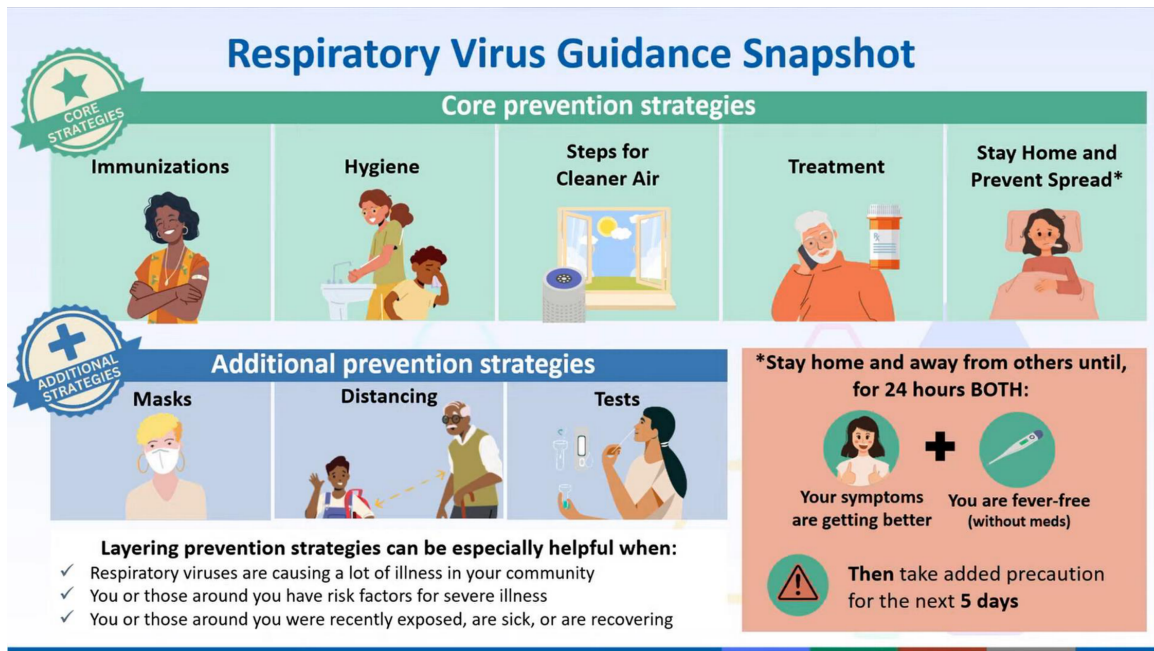 Respiratory Virus Guidance Snapshot
CORE
STRATEGIES
Core prevention strategies
Immunizations
Hygiene
Steps for
Cleaner Air
Treatment
Stay Home and
Prevent Spread*
Rx
ADDITIONAL
STRATEGIES
Additional prevention strategies
Masks
Distancing
Tests
Layering prevention strategies can be especially helpful when:
✓ Respiratory viruses are causing a lot of illness in your community
✓ You or those around you have risk factors for severe illness
✓ You or those around you were recently exposed, are sick, or are recovering
*Stay home and away from others until,
for 24 hours BOTH:
Your symptoms
are getting better
+
You are fever-free
(without meds)
Then take added precaution
for the next 5 days